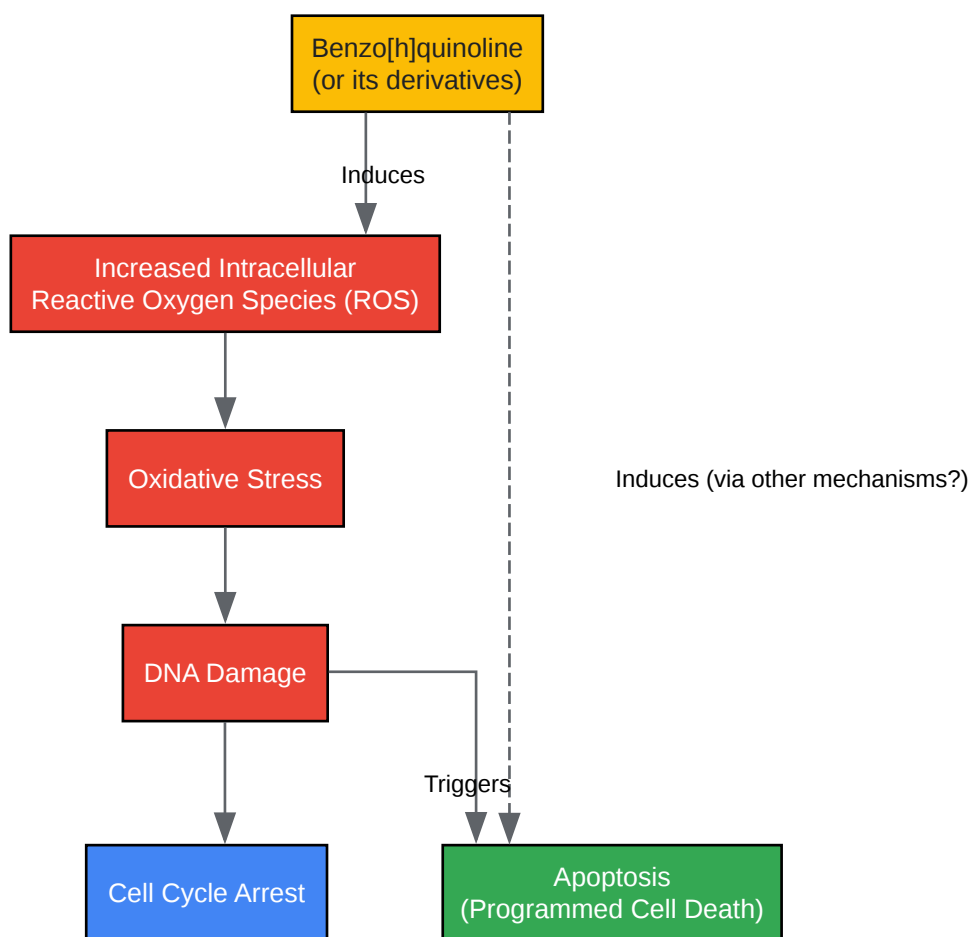 Benzo[h]quinoline
(or its derivatives)
Induces
Increased Intracellular
Reactive Oxygen Species (ROS)
Oxidative Stress
Induces (via other mechanisms?)
DNA Damage
Triggers
Cell Cycle Arrest
Apoptosis
(Programmed Cell Death)